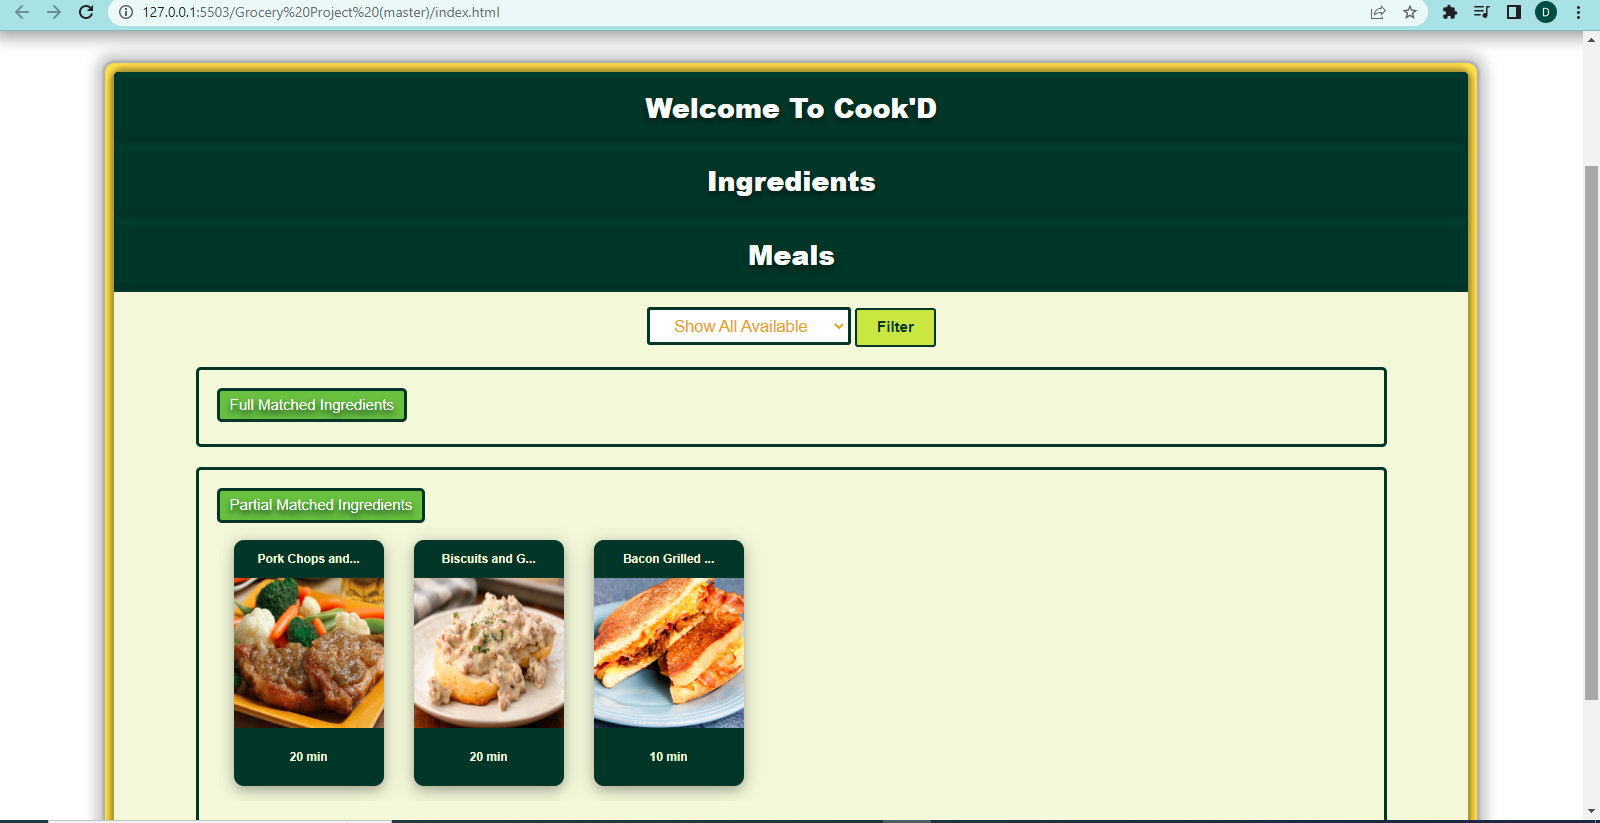 127.0.0.1:5503/Grocery%20Project%20(master)/index.html
D
Welcome To Cook'D
Ingredients
Meals
Show All Available
Filter
Full Matched Ingredients
Partial Matched Ingredients
Pork Chops and...
Biscuits and G...
Bacon Grilled ...
20 min
20 min
10 min